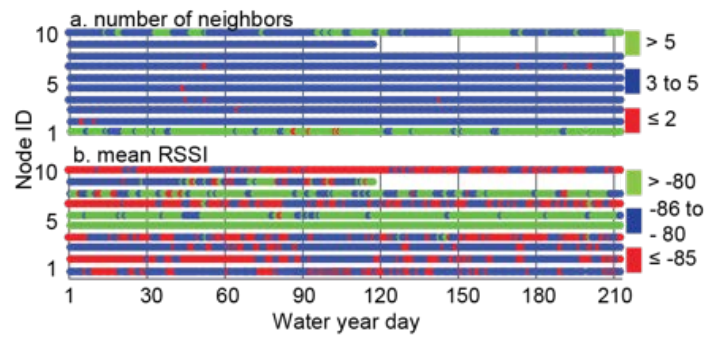 a. number of neighbors
10
5
1
> 5
3 to 5
≤ 2
Node ID
b. mean RSSI
10
5
1
> -80
-86 to
- 80
≤ -85
1 30 60 90 120 150 180 210
Water year day